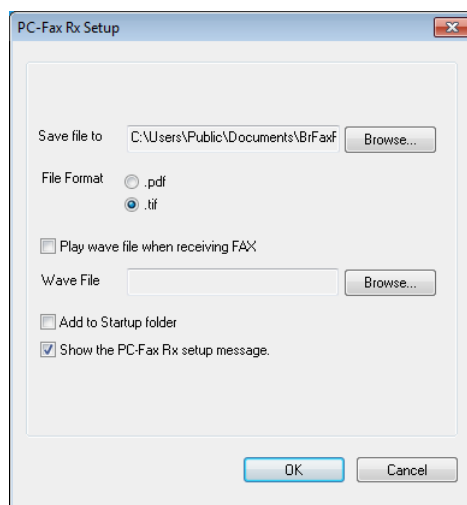 PC-Fax Rx Setup
Save file to C:\Users\Public\Documents\BrFaxF Browse...
File Format .pdf
.tif
Play wave file when receiving FAX
Wave File Browse...
Add to Startup folder
Show the PC-Fax Rx setup message.
OK Cancel